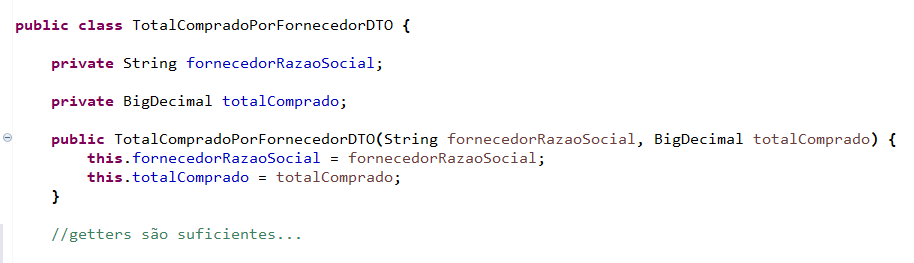 public class TotalCompradoPorFornecedorDTO {
private String fornecedorRazaoSocial;
private BigDecimal totalComprado;
public TotalCompradoPorFornecedorDTO(String fornecedorRazaoSocial, BigDecimal totalComprado) {
this.fornecedorRazaoSocial = fornecedorRazaoSocial;
this.totalComprado = totalComprado;
}
//getters são suficientes...